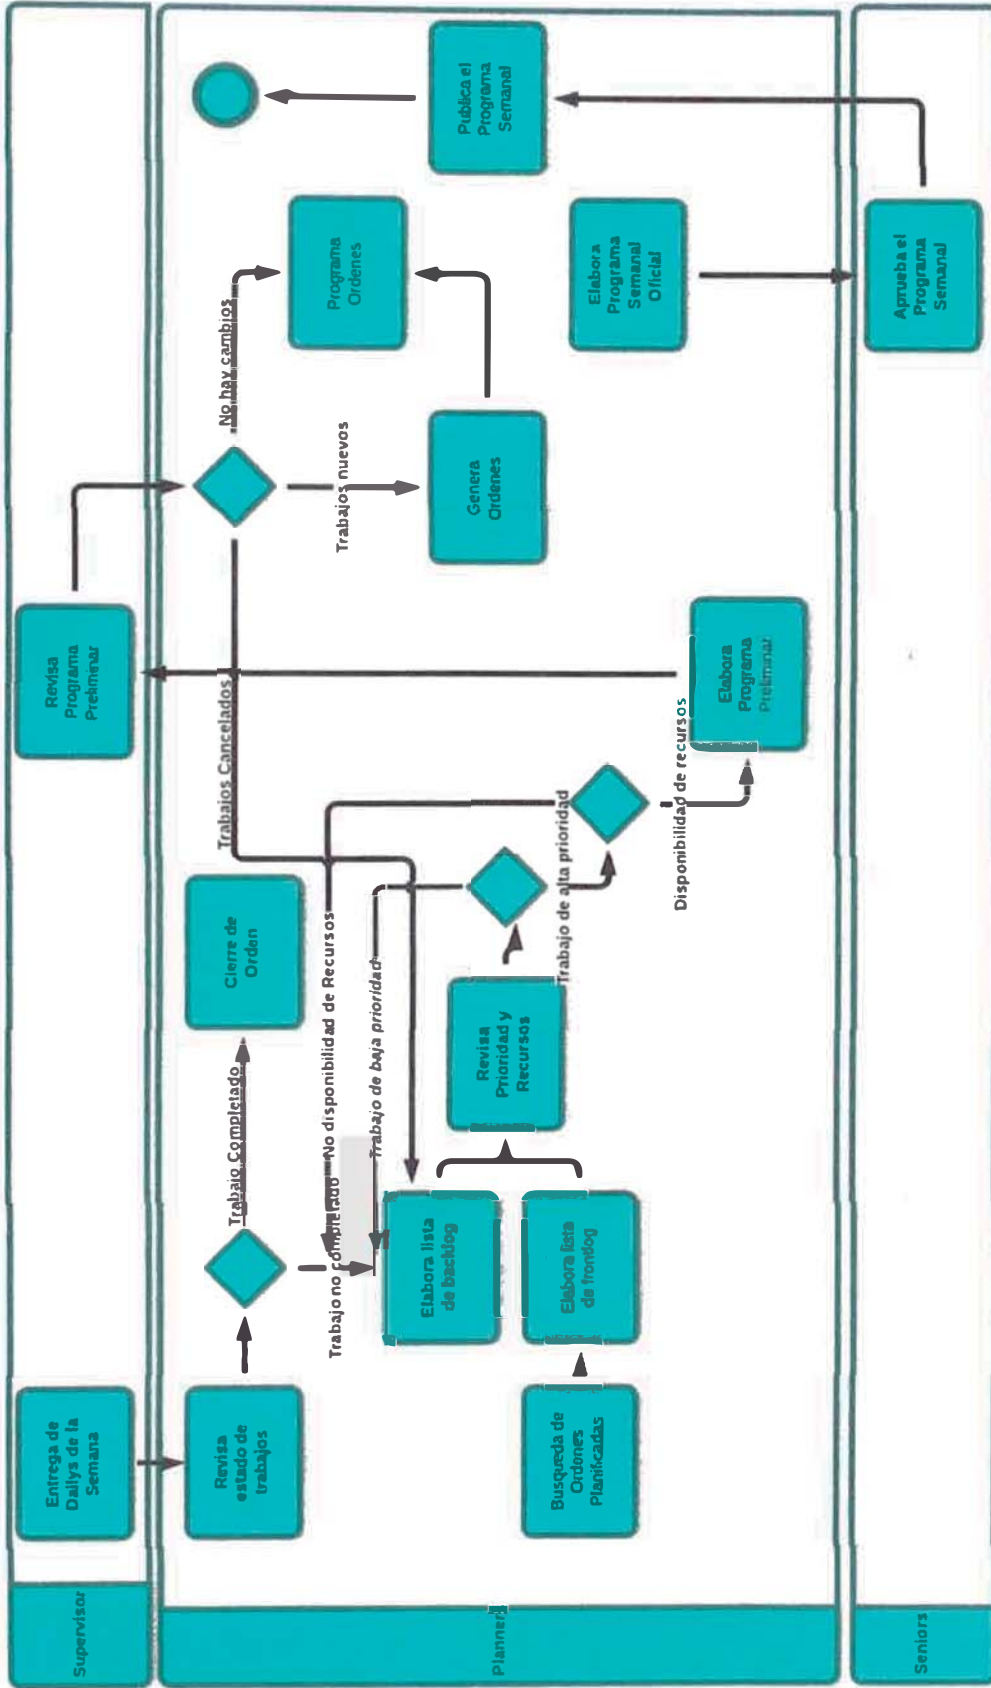 Supervisor
Entrega de
Dailys de la
Semana
Revisa
Programa
Preliminar
Planners
Revisa
estado de
trabajos
Trabajo Completado
Cierre de
Orden
Trabajo no completado
No disponibilidad de Recursos
Trabajo de baja prioridad
Trabajos Cancelados
No hay cambios
Trabajos nuevos
Programa
Ordenes
Elabora lista
de backlog
Revisa
Prioridad y
Recursos
Trabajo de alta prioridad
Genera
Ordenes
Publica el
Programa
Semanal
Busqueda de
Ordenes
Planificadas
Elabora lista
de frontlog
Disponibilidad de recursos
Elabora
Programa
Preliminar
Elabora
Programa
Semanal
Oficial
Seniors
Aprueba el
Programa
Semanal